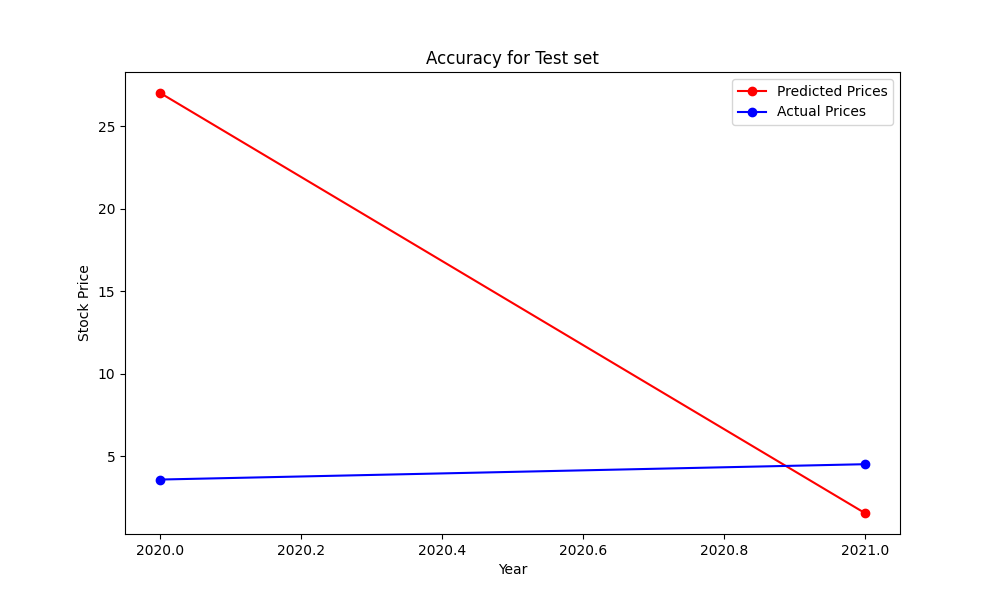 Accuracy for Test set
Predicted Prices
Actual Prices
25
20
15
10
5
Stock Price
2020.0 2020.2 2020.4 2020.6 2020.8 2021.0
Year